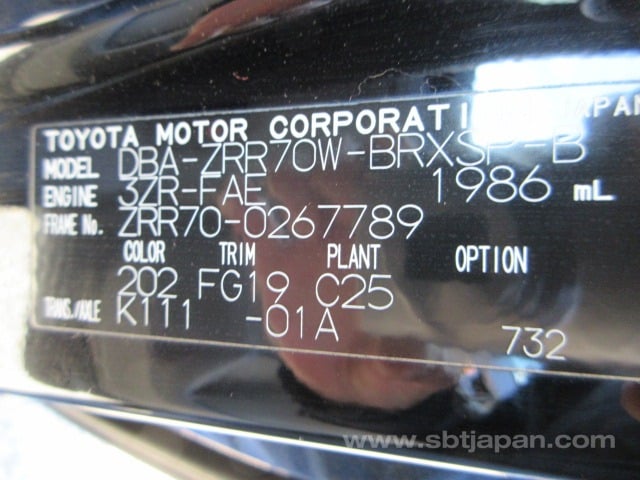 TOYOTA MOTOR CORPORATION JAPAN
MODEL DBA-ZRR70W-BRXSP-B
ENGINE 3ZR-FAE 1986 mL
FRAME No. ZRR70-0267789
COLOR TRIM PLANT OPTION
202 FG19 C25
TRANS./AXLE K111 -01A
732
www.sbtjapan.com